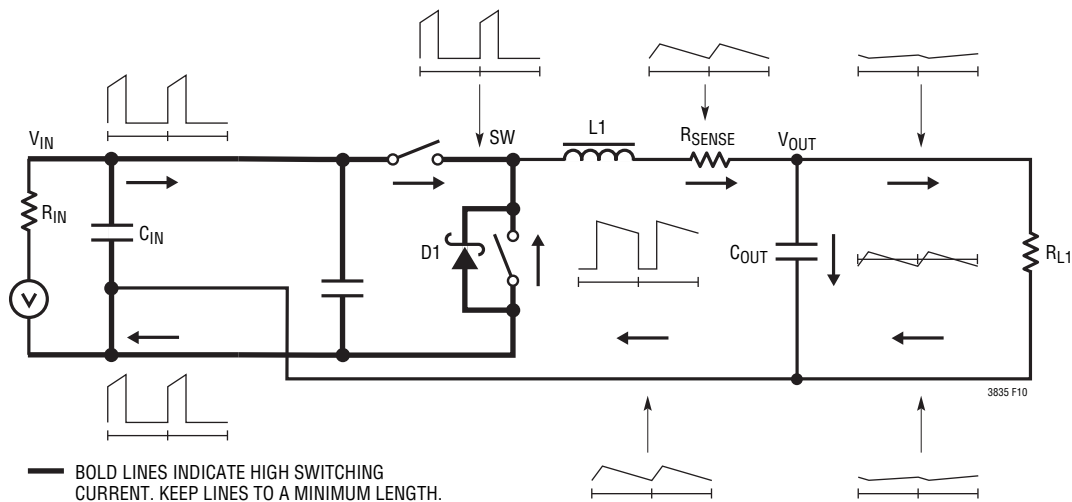 SW
L1
RSENSE
VOUT
VIN
RIN
CIN
D1
COUT
RL1
V
3835 F10
BOLD LINES INDICATE HIGH SWITCHING
CURRENT. KEEP LINES TO A MINIMUM LENGTH.